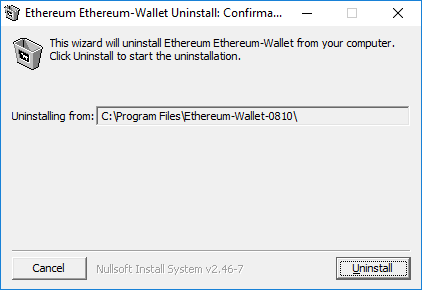 Ethereum Ethereum-Wallet Uninstall: Confirma...
This wizard will uninstall Ethereum Ethereum-Wallet from your computer.
Click Uninstall to start the uninstallation.
Uninstalling from: C:\Program Files\Ethereum-Wallet-0810\
Nullsoft Install System v2.46-7
Cancel
Uninstall